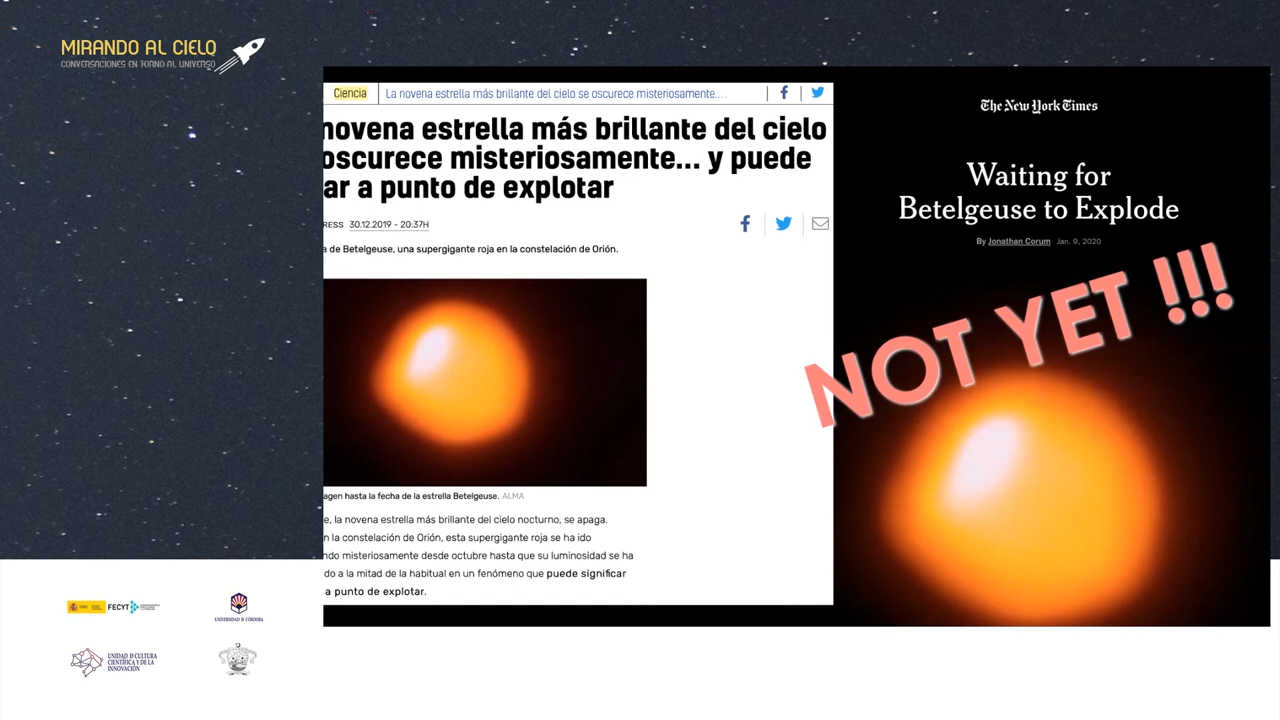 MIRANDO AL CIELO
CONVERSACIONES EN TORNO AL UNIVERSO
Ciencia
La novena estrella más brillante del cielo se oscurece misteriosamente....
novena estrella más brillante del cielo
oscurece misteriosamente... y puede
ar a punto de explotar
RESS 30.12.2019 - 20:37H
a de Betelgeuse, una supergigante roja en la constelación de Orión.
agen hasta la fecha de la estrella Betelgeuse. ALMA
e, la novena estrella más brillante del cielo nocturno, se apaga.
n la constelación de Orión, esta supergigante roja se ha ido
ndo misteriosamente desde octubre hasta que su luminosidad se ha
do a la mitad de la habitual en un fenómeno que puede significar
a punto de explotar.
The New York Times
Waiting for
Betelgeuse to Explode
By Jonathan Corum Jan. 9, 2020
NOT YET !!!
FECYT
UNIVERSIDAD D CÓRDOBA
UNIDAD D CULTURA
CIENTÍFICA Y DE LA
INNOVACIÓN